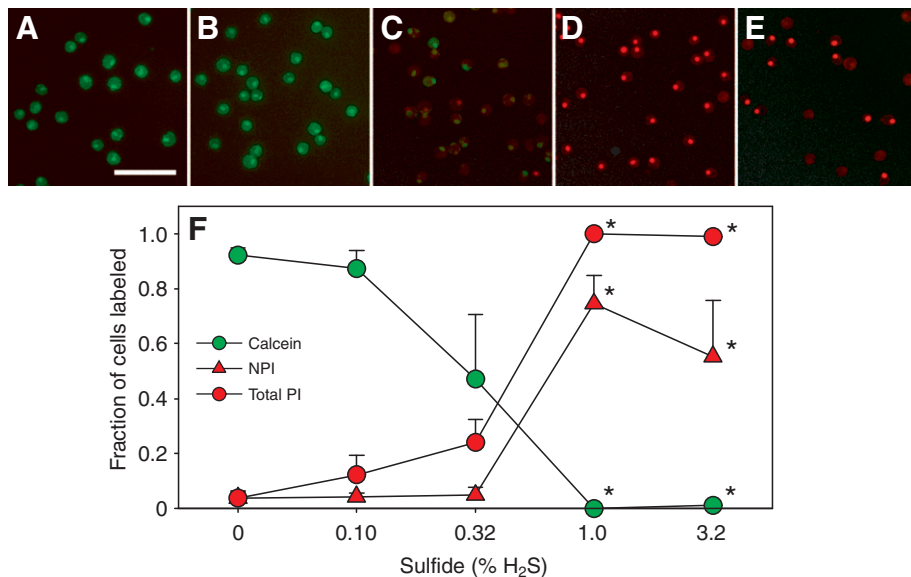 A B C D E
F
1.0
0.8
0.6
0.4
0.2
0
Fraction of cells labeled
Calcein
NPI
Total PI
* *
*
*
* *
0 0.10 0.32 1.0 3.2
Sulfide (% H₂S)